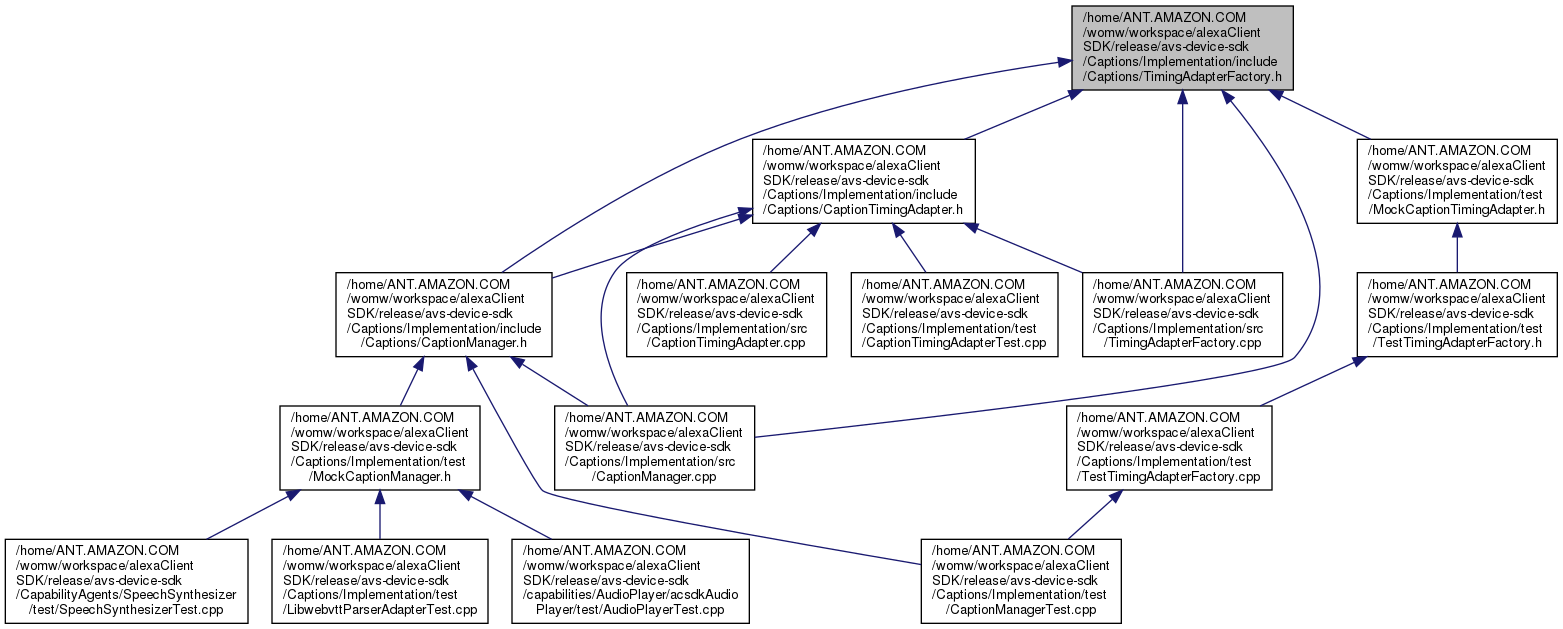 /home/ANT.AMAZON.COM
/womw/workspace/alexaClient
SDK/release/avs-device-sdk
/Captions/Implementation/include
/Captions/TimingAdapterFactory.h
/home/ANT.AMAZON.COM
/womw/workspace/alexaClient
SDK/release/avs-device-sdk
/Captions/Implementation/include
/Captions/CaptionTimingAdapter.h
/home/ANT.AMAZON.COM
/womw/workspace/alexaClient
SDK/release/avs-device-sdk
/Captions/Implementation/test
/MockCaptionTimingAdapter.h
/home/ANT.AMAZON.COM
/womw/workspace/alexaClient
SDK/release/avs-device-sdk
/Captions/Implementation/include
/Captions/CaptionManager.h
/home/ANT.AMAZON.COM
/womw/workspace/alexaClient
SDK/release/avs-device-sdk
/Captions/Implementation/src
/CaptionTimingAdapter.cpp
/home/ANT.AMAZON.COM
/womw/workspace/alexaClient
SDK/release/avs-device-sdk
/Captions/Implementation/test
/CaptionTimingAdapterTest.cpp
/home/ANT.AMAZON.COM
/womw/workspace/alexaClient
SDK/release/avs-device-sdk
/Captions/Implementation/src
/TimingAdapterFactory.cpp
/home/ANT.AMAZON.COM
/womw/workspace/alexaClient
SDK/release/avs-device-sdk
/Captions/Implementation/test
/TestTimingAdapterFactory.h
/home/ANT.AMAZON.COM
/womw/workspace/alexaClient
SDK/release/avs-device-sdk
/Captions/Implementation/test
/MockCaptionManager.h
/home/ANT.AMAZON.COM
/womw/workspace/alexaClient
SDK/release/avs-device-sdk
/Captions/Implementation/src
/CaptionManager.cpp
/home/ANT.AMAZON.COM
/womw/workspace/alexaClient
SDK/release/avs-device-sdk
/Captions/Implementation/test
/TestTimingAdapterFactory.cpp
/home/ANT.AMAZON.COM
/womw/workspace/alexaClient
SDK/release/avs-device-sdk
/CapabilityAgents/SpeechSynthesizer
/test/SpeechSynthesizerTest.cpp
/home/ANT.AMAZON.COM
/womw/workspace/alexaClient
SDK/release/avs-device-sdk
/Captions/Implementation/test
/LibwebvttParserAdapterTest.cpp
/home/ANT.AMAZON.COM
/womw/workspace/alexaClient
SDK/release/avs-device-sdk
/capabilities/AudioPlayer/acsdkAudio
Player/test/AudioPlayerTest.cpp
/home/ANT.AMAZON.COM
/womw/workspace/alexaClient
SDK/release/avs-device-sdk
/Captions/Implementation/test
/CaptionManagerTest.cpp